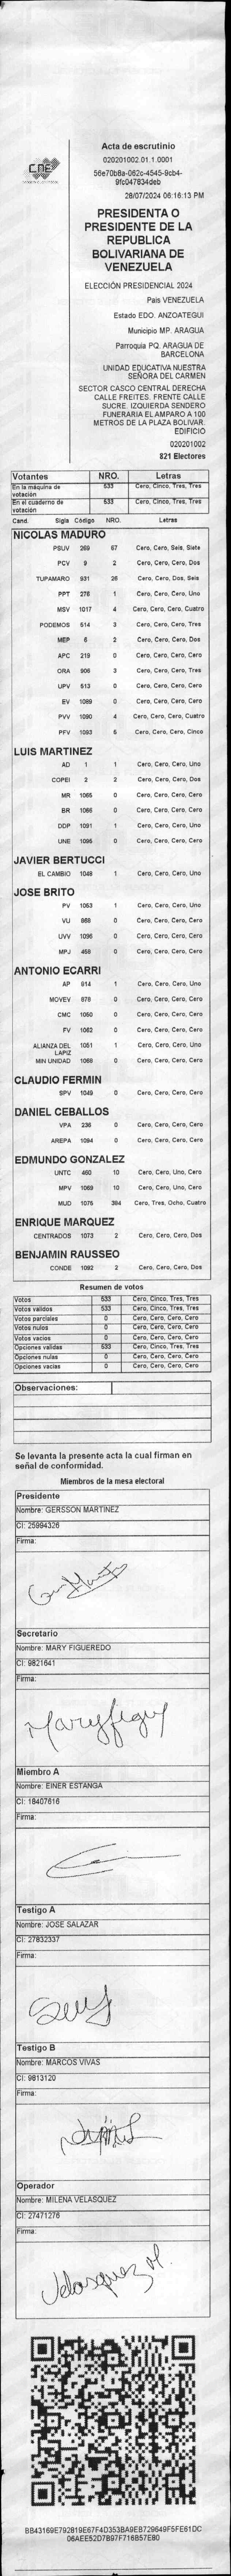 CNE
Acta de escrutinio
020201002.01.1.0001
56e70b8a-062c-4545-9cb4-
9fc047834deb
28/07/2024 06:16:13 PM
PRESIDENTA O
PRESIDENTE DE LA
REPUBLICA
BOLIVARIANA DE
VENEZUELA
ELECCIÓN PRESIDENCIAL 2024
Pais VENEZUELA
Estado EDO. ANZOATEGUI
Municipio MP. ARAGUA
Parroquia PQ. ARAGUA DE
BARCELONA
UNIDAD EDUCATIVA NUESTRA
SEÑORA DEL CARMEN
SECTOR CASCO CENTRAL DERECHA
CALLE FREITES. FRENTE CALLE
SUCRE. IZQUIERDA SENDERO
FUNERARIA EL AMPARO A 100
METROS DE LA PLAZA BOLIVAR.
EDIFICIO
020201002
821 Electores
Votantes NRO. Letras
En la máquina de votación 533 Cero, Cinco, Tres, Tres
En el cuaderno de votación 533 Cero, Cinco, Tres, Tres
Cand. Sigla Código NRO. Letras
NICOLAS MADURO
PSUV 269 67 Cero, Cero, Seis, Siete
PCV 9 2 Cero, Cero, Cero, Dos
TUPAMARO 931 26 Cero, Cero, Dos, Seis
PPT 278 1 Cero, Cero, Cero, Uno
MSV 1017 4 Cero, Cero, Cero, Cuatro
PODEMOS 514 3 Cero, Cero, Cero, Tres
MEP 6 2 Cero, Cero, Cero, Dos
APC 219 0 Cero, Cero, Cero, Cero
ORA 906 3 Cero, Cero, Cero, Tres
UPV 513 0 Cero, Cero, Cero, Cero
EV 1089 0 Cero, Cero, Cero, Cero
PVV 1090 4 Cero, Cero, Cero, Cuatro
PFV 1093 5 Cero, Cero, Cero, Cinco
LUIS MARTINEZ
AD 1 1 Cero, Cero, Cero, Uno
COPEI 2 2 Cero, Cero, Cero, Dos
MR 1065 0 Cero, Cero, Cero, Cero
BR 1066 0 Cero, Cero, Cero, Cero
DDP 1091 1 Cero, Cero, Cero, Uno
UNE 1095 0 Cero, Cero, Cero, Cero
JAVIER BERTUCCI
EL CAMBIO 1048 1 Cero, Cero, Cero, Uno
JOSE BRITO
PV 1053 1 Cero, Cero, Cero, Uno
VU 868 0 Cero, Cero, Cero, Cero
UVV 1096 0 Cero, Cero, Cero, Cero
MPJ 458 0 Cero, Cero, Cero, Cero
ANTONIO ECARRI
AP 914 1 Cero, Cero, Cero, Uno
MOVEV 878 0 Cero, Cero, Cero, Cero
CMC 1050 0 Cero, Cero, Cero, Cero
FV 1062 0 Cero, Cero, Cero, Cero
ALIANZA DEL LAPIZ 1051 1 Cero, Cero, Cero, Uno
MIN UNIDAD 1068 0 Cero, Cero, Cero, Cero
CLAUDIO FERMIN
SPV 1049 0 Cero, Cero, Cero, Cero
DANIEL CEBALLOS
VPA 236 0 Cero, Cero, Cero, Cero
AREPA 1094 0 Cero, Cero, Cero, Cero
EDMUNDO GONZALEZ
UNTC 460 10 Cero, Cero, Uno, Cero
MPV 1069 10 Cero, Cero, Uno, Cero
MUD 1075 384 Cero, Tres, Ocho, Cuatro
ENRIQUE MARQUEZ
CENTRADOS 1073 2 Cero, Cero, Cero, Dos
BENJAMIN RAUSSEO
CONDE 1092 2 Cero, Cero, Cero, Dos
Resumen de votos
Votos 533 Cero, Cinco, Tres, Tres
Votos válidos 533 Cero, Cinco, Tres, Tres
Votos parciales 0 Cero, Cero, Cero, Cero
Votos nulos 0 Cero, Cero, Cero, Cero
Votos vacios 0 Cero, Cero, Cero, Cero
Opciones validas 533 Cero, Cinco, Tres, Tres
Opciones nulas 0 Cero, Cero, Cero, Cero
Opciones vacias 0 Cero, Cero, Cero, Cero
Observaciones:
Se levanta la presente acta la cual firman en
señal de conformidad.
Miembros de la mesa electoral
Presidente
Nombre: GERSSON MARTINEZ
CI: 25994326
Firma:
Secretario
Nombre: MARY FIGUEREDO
CI: 9821641
Firma:
Mary figue
Miembro A
Nombre: EINER ESTANGA
CI: 18407616
Firma:
Testigo A
Nombre: JOSE SALAZAR
CI: 27832337
Firma:
Testigo B
Nombre: MARCOS VIVAS
CI: 9813120
Firma:
Operador
Nombre: MILENA VELASQUEZ
CI: 27471276
Firma:
Velasquez M.
BB43169E792819E67F4D353BA9EB729649F5FE61DC
06AEE52D7B97F716B57E80